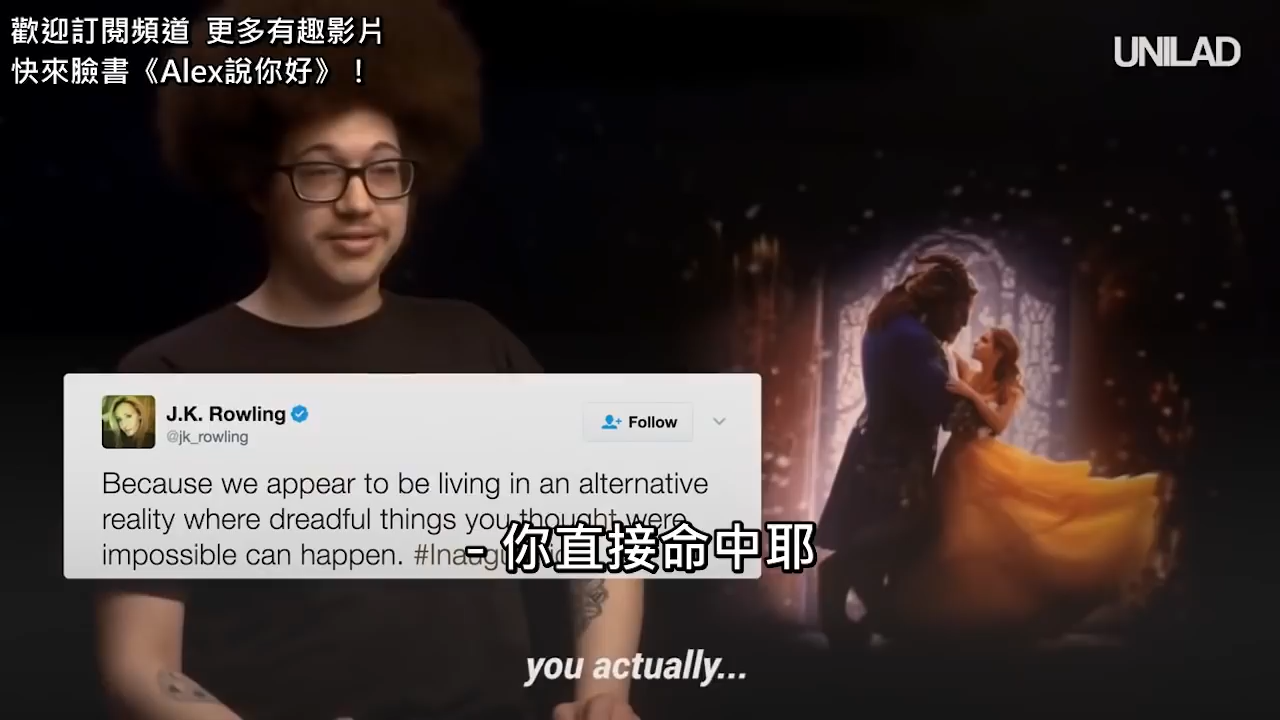 歡迎訂閱頻道 更多有趣影片
快來臉書《Alex說你好》！
UNILAD
J.K. Rowling
@jk_rowling
Follow
Because we appear to be living in an alternative
reality where dreadful things you thought were
impossible can happen.
- 你直接命中耶
you actually...